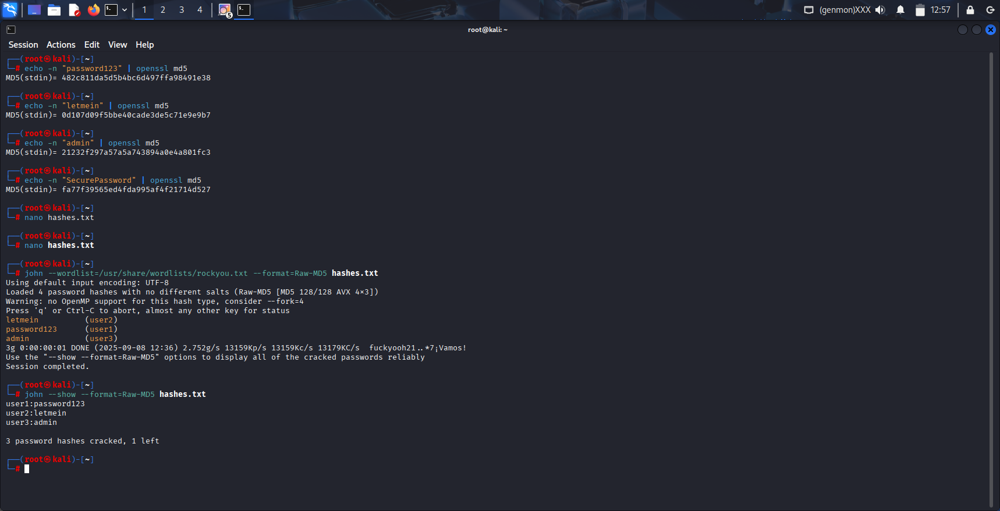 1 2 3 4 5 (genmon)XXX 12:57
root@kali: ~
Session Actions Edit View Help
┌──(root㉿kali)-[~]
└─# echo -n "password123" | openssl md5
MD5(stdin)= 482c811da5d5b4bc6d497ffa98491e38
┌──(root㉿kali)-[~]
└─# echo -n "letmein" | openssl md5
MD5(stdin)= 0d107d09f5bbe40cade3de5c71e9e9b7
┌──(root㉿kali)-[~]
└─# echo -n "admin" | openssl md5
MD5(stdin)= 21232f297a57a5a743894a0e4a801fc3
┌──(root㉿kali)-[~]
└─# echo -n "SecurePassword" | openssl md5
MD5(stdin)= fa77f39565ed4fda995af4f21714d527
┌──(root㉿kali)-[~]
└─# nano hashes.txt
┌──(root㉿kali)-[~]
└─# nano hashes.txt
┌──(root㉿kali)-[~]
└─# john --wordlist=/usr/share/wordlists/rockyou.txt --format=Raw-MD5 hashes.txt
Using default input encoding: UTF-8
Loaded 4 password hashes with no different salts (Raw-MD5 [MD5 128/128 AVX 4×3])
Warning: no OpenMP support for this hash type, consider --fork=4
Press 'q' or Ctrl-C to abort, almost any other key for status
letmein (user2)
password123 (user1)
admin (user3)
3g 0:00:00:01 DONE (2025-09-08 12:36) 2.752g/s 13159Kp/s 13159Kc/s 13179KC/s fuckyooh21..*7¡Vamos!
Use the "--show --format=Raw-MD5" options to display all of the cracked passwords reliably
Session completed.
┌──(root㉿kali)-[~]
└─# john --show --format=Raw-MD5 hashes.txt
user1:password123
user2:letmein
user3:admin
3 password hashes cracked, 1 left
┌──(root㉿kali)-[~]
└─#